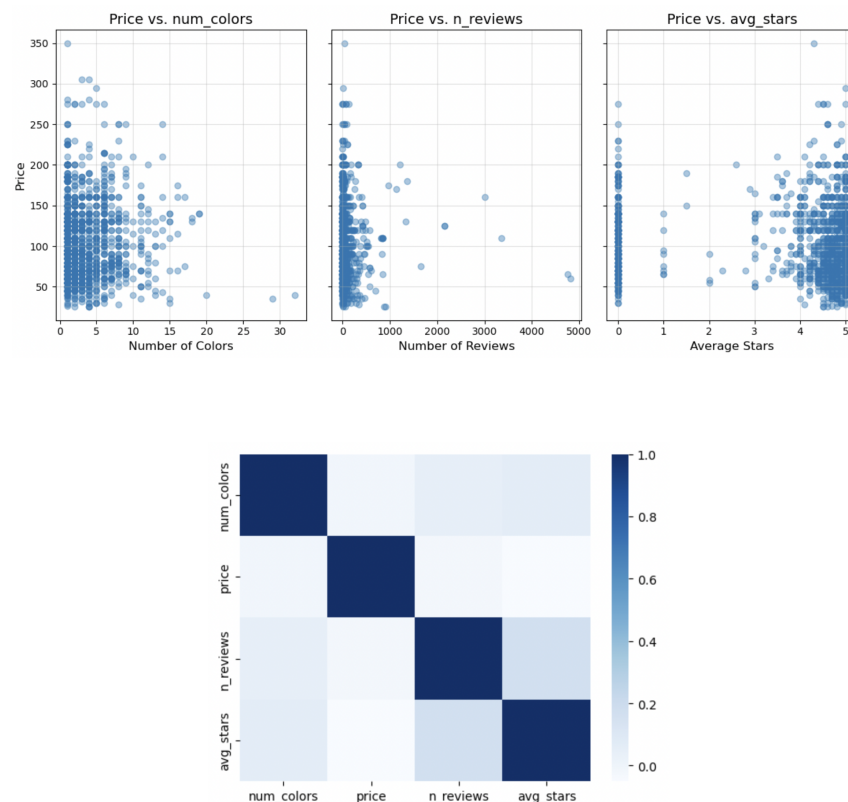 Price vs. num_colors
Price vs. n_reviews
Price vs. avg_stars
350
300
250
200
150
100
50
Price
0 5 10 15 20 25 30
Number of Colors
0 1000 2000 3000 4000 5000
Number of Reviews
0 1 2 3 4 5
Average Stars
num_colors
price
n_reviews
avg_stars
num_colors price n_reviews avg_stars
1.0
0.8
0.6
0.4
0.2
0.0